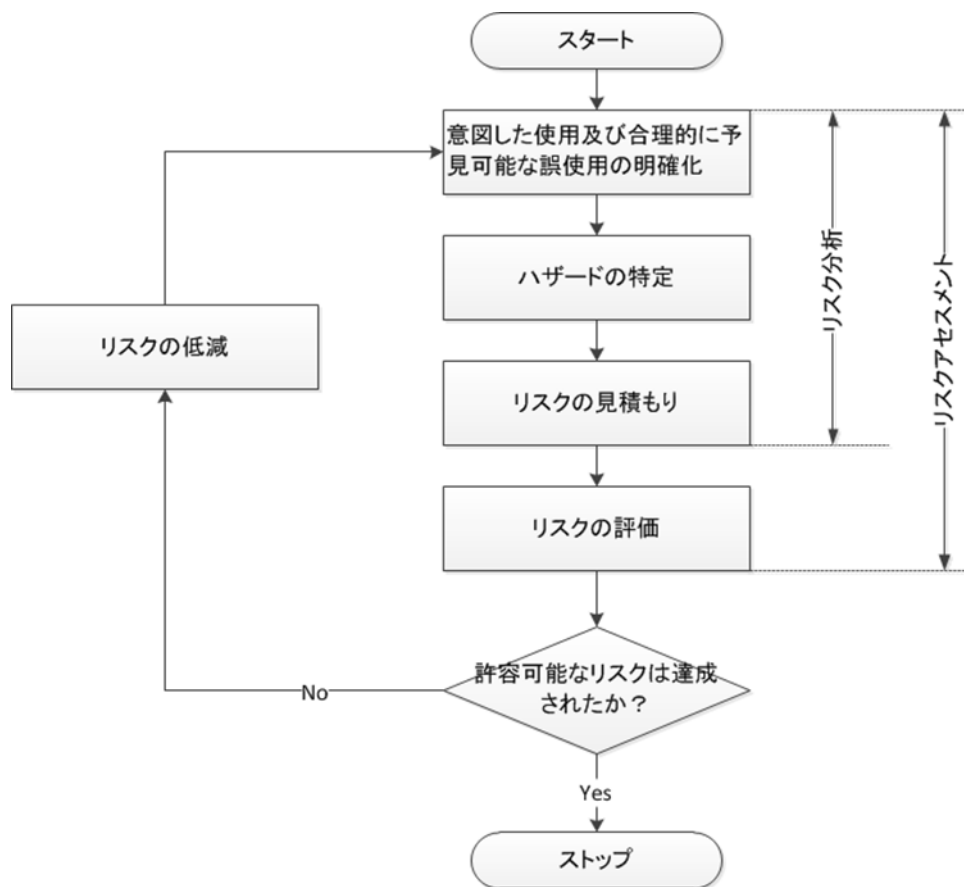 スタート
意図した使用及び合理的に予
見可能な誤使用の明確化
ハザードの特定
リスクの低減
リスクの見積もり
リスクの評価
許容可能なリスクは達成
されたか？
No
Yes
ストップ
リスク分析
リスクアセスメント